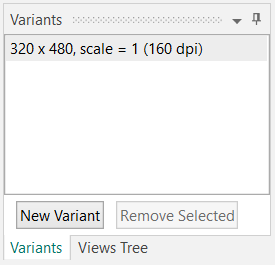 Variants
320 x 480, scale = 1 (160 dpi)
New Variant Remove Selected
Variants Views Tree